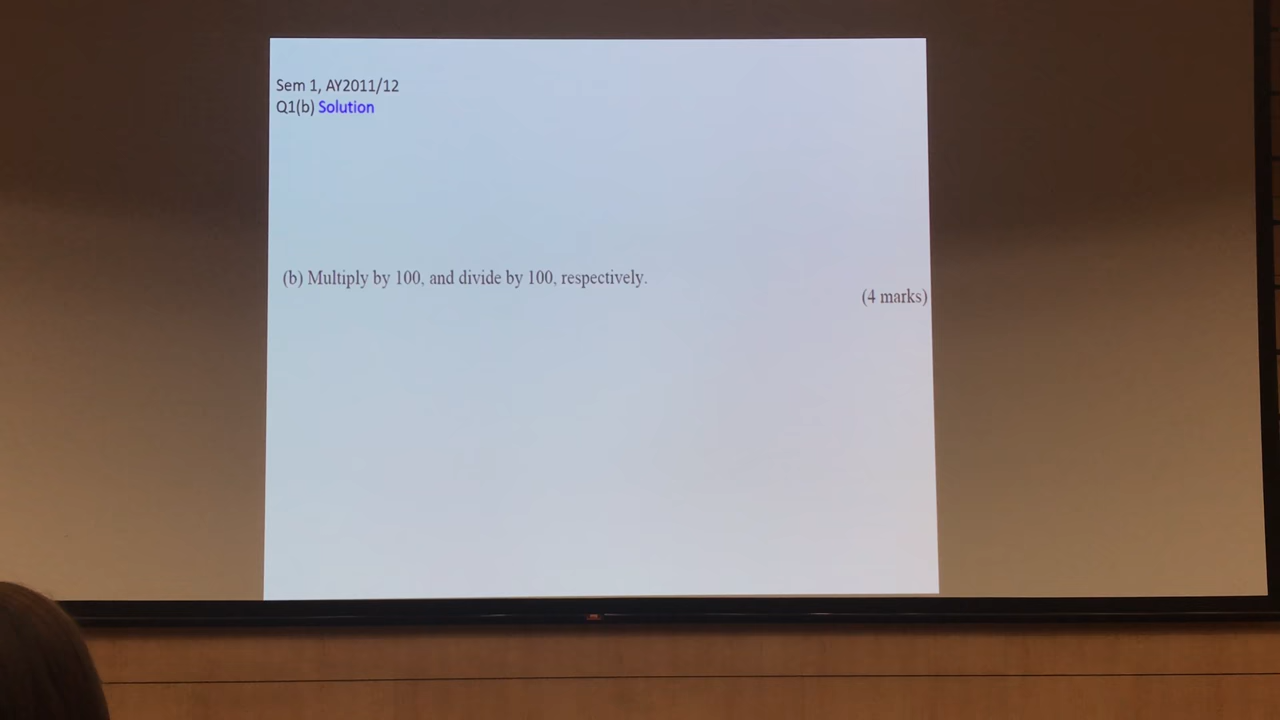 Sem 1, AY2011/12
Q1(b) Solution
(b) Multiply by 100, and divide by 100, respectively.
(4 marks)